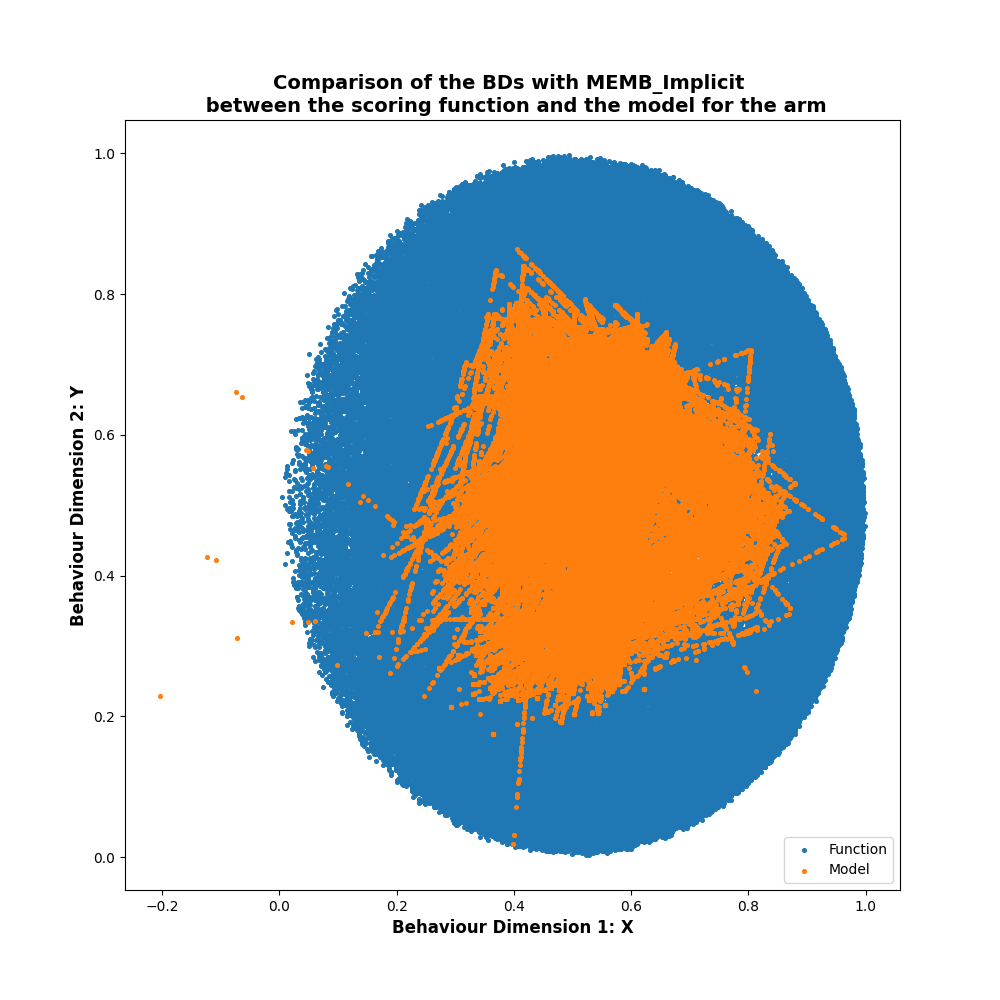 Comparison of the BDs with MEMB_Implicit
between the scoring function and the model for the arm
1.0
0.8
0.6
0.4
0.2
0.0
Behaviour Dimension 2: Y
−0.2
0.0
0.2
0.4
0.6
0.8
1.0
Behaviour Dimension 1: X
Function
Model